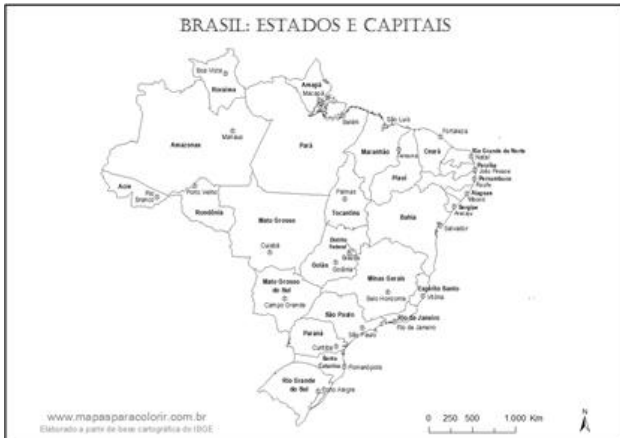 BRASIL: ESTADOS E CAPITAIS
Boa Vista
Roraima
Amapá
Macapá
Belém
São Luís
Fortaleza
Amazonas
Manaus
Pará
Maranhão
Teresina
Ceará
Rio Grande do Norte
Natal
Paraíba
João Pessoa
Pernambuco
Recife
Piauí
Acre
Rio Branco
Porto Velho
Rondônia
Palmas
Tocantins
Alagoas
Maceió
Sergipe
Aracaju
Bahia
Salvador
Mato Grosso
Cuiabá
Distrito
Federal
Goiás
Goiânia
Minas Gerais
Belo Horizonte
Espírito Santo
Vitória
Mato Grosso
do Sul
Campo Grande
São Paulo
São Paulo
Rio de Janeiro
Rio de Janeiro
Paraná
Curitiba
Santa
Catarina
Florianópolis
Rio Grande
do Sul
Porto Alegre
www.mapasparacolorir.com.br
Elaborado a partir de base cartográfica do IBGE
0 250 500 1.000 Km
N